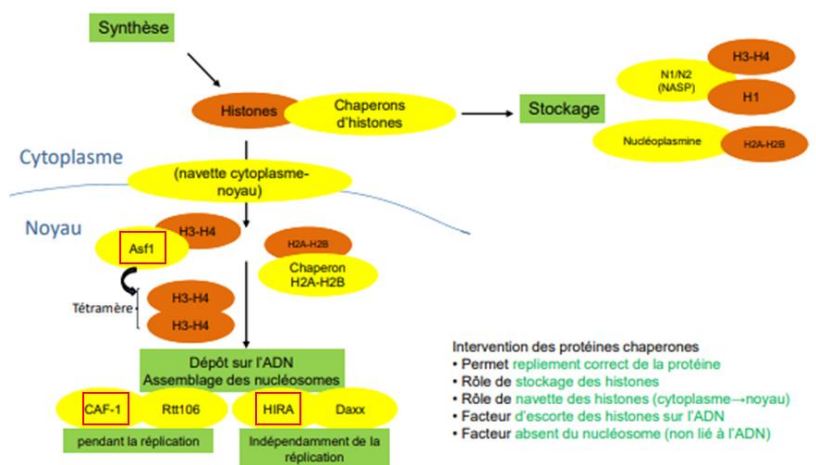 Synthèse
Histones
Chaperons
d'histones
Stockage
N1/N2
(NASP)
H3-H4
H1
Nucléoplasmine
H2A-H2B
Cytoplasme
(navette cytoplasme-
noyau)
Noyau
Asf1
H3-H4
H2A-H2B
Chaperon
H2A-H2B
Tétramère
H3-H4
H3-H4
Dépôt sur l'ADN
Assemblage des nucléosomes
CAF-1
Rtt106
HIRA
Daxx
pendant la réplication
Indépendamment de la
réplication
Intervention des protéines chaperones
• Permet repliement correct de la protéine
• Rôle de stockage des histones
• Rôle de navette des histones (cytoplasme→noyau)
• Facteur d'escorte des histones sur l'ADN
• Facteur absent du nucléosome (non lié à l'ADN)